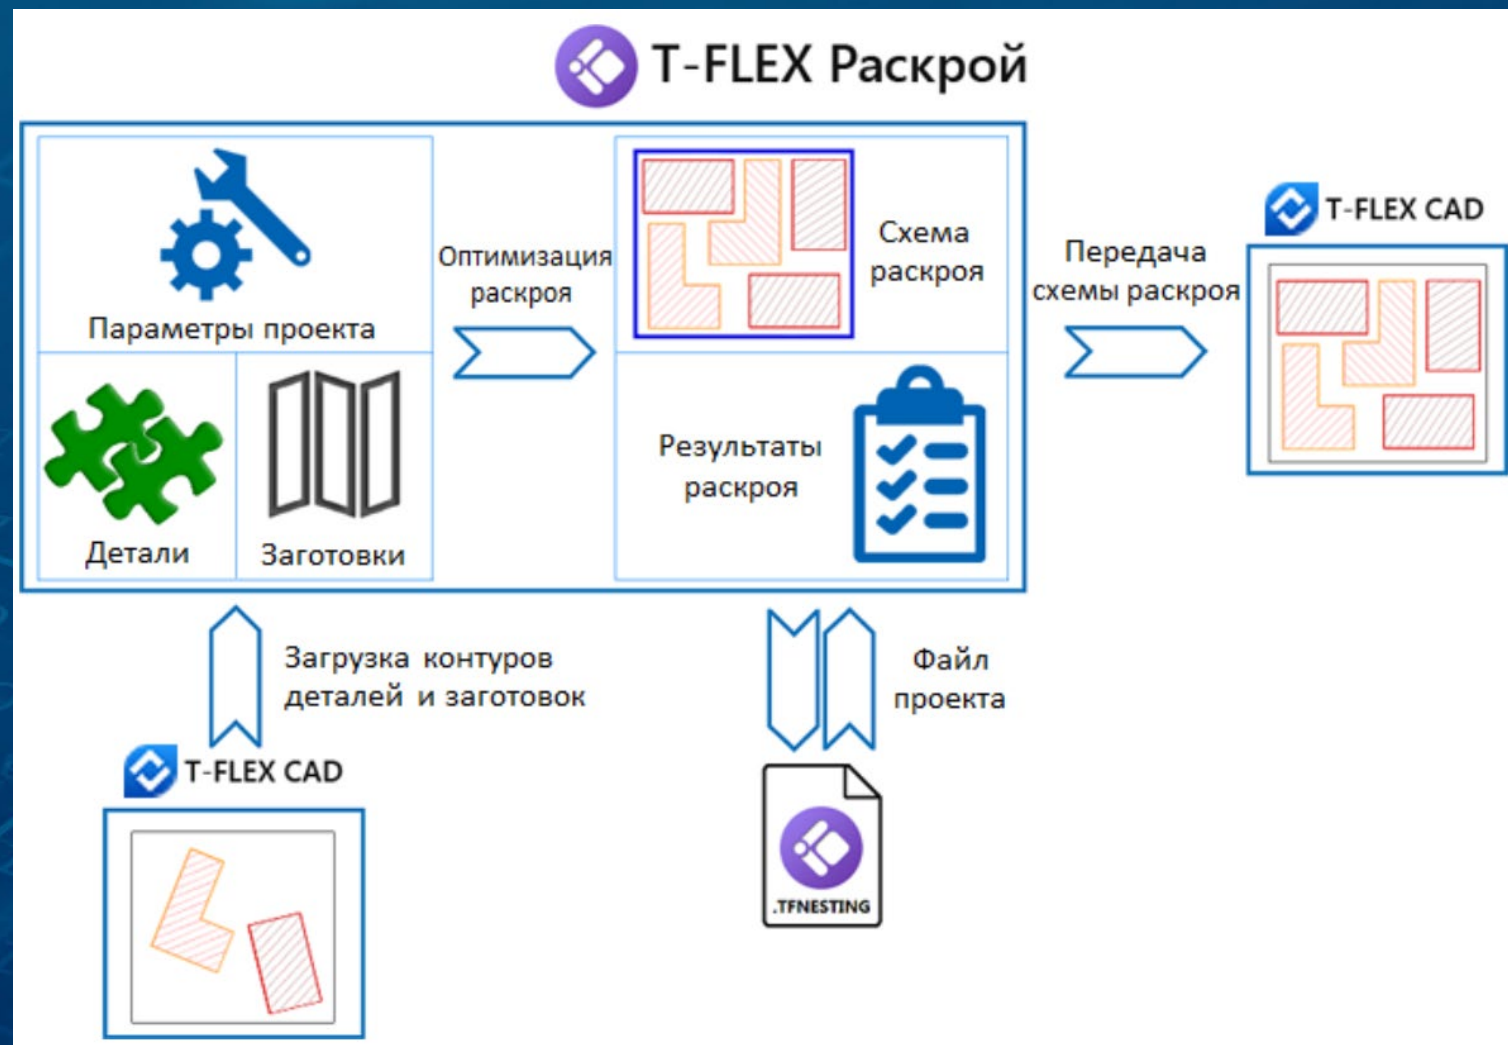 T-FLEX Раскрой
Параметры проекта
Детали
Заготовки
Оптимизация
раскроя
Схема
раскроя
Результаты
раскроя
Передача
схемы раскроя
T-FLEX CAD
Загрузка контуров
деталей и заготовок
T-FLEX CAD
Файл
проекта
.TFNESTING